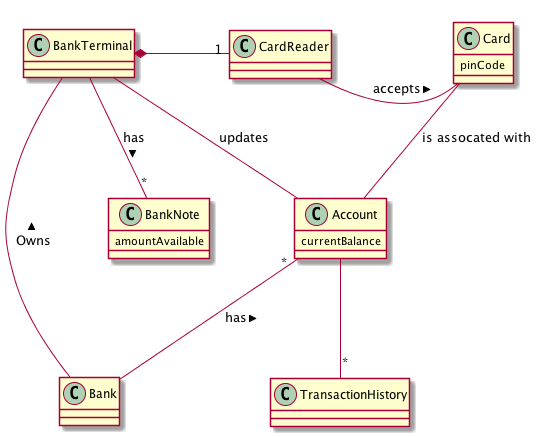 C BankTerminal
1
C CardReader
C Card
pinCode
accepts ►
has
▼
updates
is assocated with
*
C BankNote
amountAvailable
C Account
currentBalance
▲
Owns
*
has ►
*
C Bank
C TransactionHistory